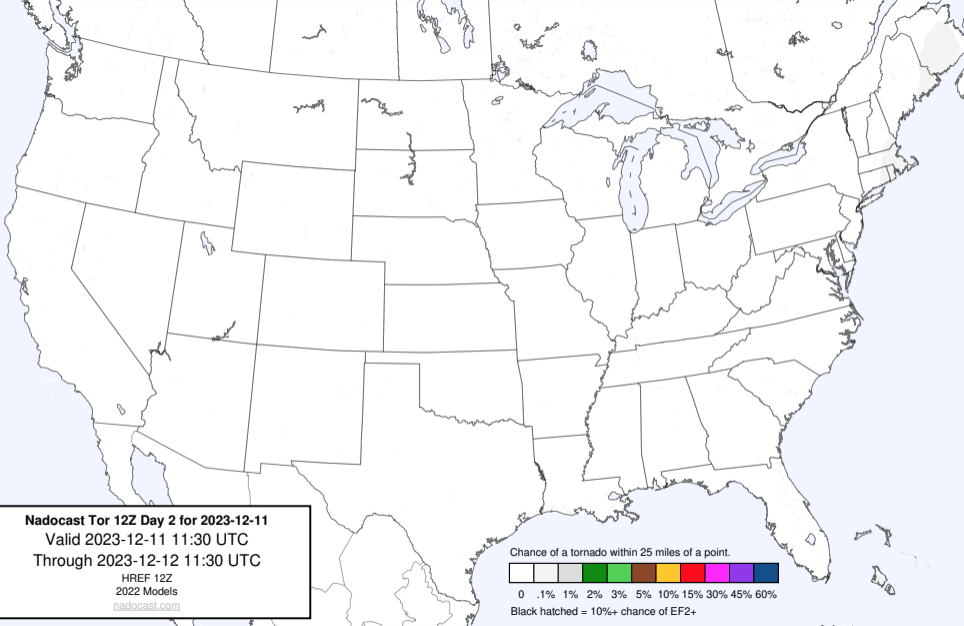 Nadocast Tor 12Z Day 2 for 2023-12-11
Valid 2023-12-11 11:30 UTC
Through 2023-12-12 11:30 UTC
HREF 12Z
2022 Models
nadocast.com
Chance of a tornado within 25 miles of a point.
0 .1% 1% 2% 3% 5% 10% 15% 30% 45% 60%
Black hatched = 10%+ chance of EF2+